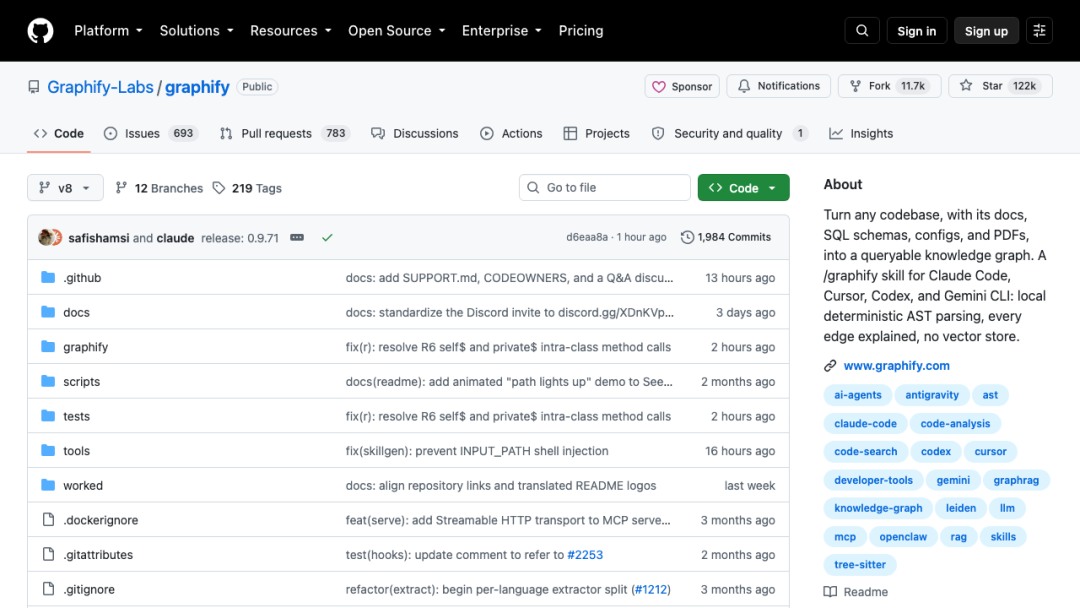 Platform Solutions Resources Open Source Enterprise Pricing Sign in Sign up
Graphify-Labs / graphify Public Sponsor Notifications Fork 11.7k Star 122k
Code Issues 693 Pull requests 783 Discussions Actions Projects Security and quality 1 Insights
v8 12 Branches 219 Tags Go to file Code
safishamsi and claude release: 0.9.71 d6eaa8a · 1 hour ago 1,984 Commits
.github docs: add SUPPORT.md, CODEOWNERS, and a Q&A discu... 13 hours ago
docs docs: standardize the Discord invite to discord.gg/XDnKVp... 3 days ago
graphify fix(r): resolve R6 self$ and private$ intra-class method calls 2 hours ago
scripts docs(readme): add animated "path lights up" demo to See... 2 months ago
tests fix(r): resolve R6 self$ and private$ intra-class method calls 2 hours ago
tools fix(skillgen): prevent INPUT_PATH shell injection 16 hours ago
worked docs: align repository links and translated README logos last week
.dockerignore feat(serve): add Streamable HTTP transport to MCP serve... 3 months ago
.gitattributes test(hooks): update comment to refer to #2253 2 months ago
.gitignore refactor(extract): begin per-language extractor split (#1212) 3 months ago
About
Turn any codebase, with its docs,
SQL schemas, configs, and PDFs,
into a queryable knowledge graph. A
/graphify skill for Claude Code,
Cursor, Codex, and Gemini CLI: local
deterministic AST parsing, every
edge explained, no vector store.
www.graphify.com
ai-agents antigravity ast
claude-code code-analysis
code-search codex cursor
developer-tools gemini graphrag
knowledge-graph leiden llm
mcp openclaw rag skills
tree-sitter
Readme